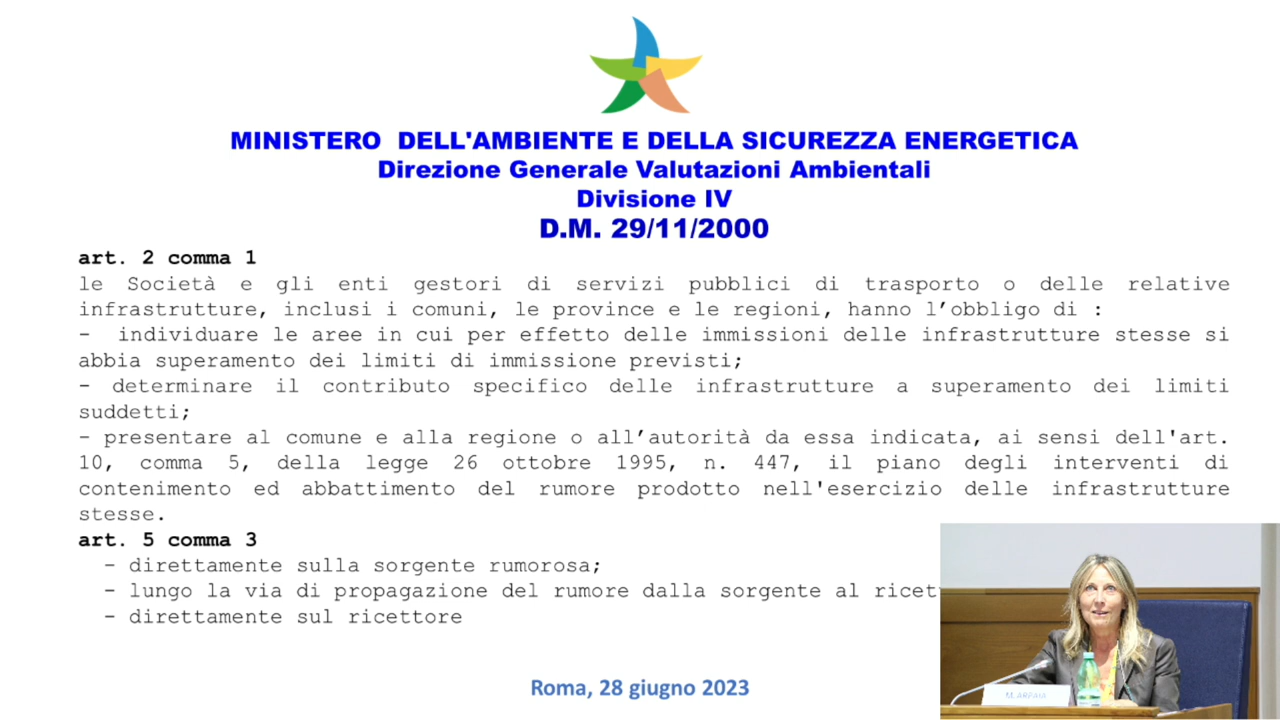 MINISTERO DELL'AMBIENTE E DELLA SICUREZZA ENERGETICA
Direzione Generale Valutazioni Ambientali
Divisione IV
D.M. 29/11/2000
art. 2 comma 1
le Società e gli enti gestori di servizi pubblici di trasporto o delle relative
infrastrutture, inclusi i comuni, le province e le regioni, hanno l’obbligo di :
- individuare le aree in cui per effetto delle immissioni delle infrastrutture stesse si
abbia superamento dei limiti di immissione previsti;
- determinare il contributo specifico delle infrastrutture a superamento dei limiti
suddetti;
- presentare al comune e alla regione o all’autorità da essa indicata, ai sensi dell'art.
10, comma 5, della legge 26 ottobre 1995, n. 447, il piano degli interventi di
contenimento ed abbattimento del rumore prodotto nell'esercizio delle infrastrutture
stesse.
art. 5 comma 3
- direttamente sulla sorgente rumorosa;
- lungo la via di propagazione del rumore dalla sorgente al
- direttamente sul ricettore
Roma, 28 giugno 2023